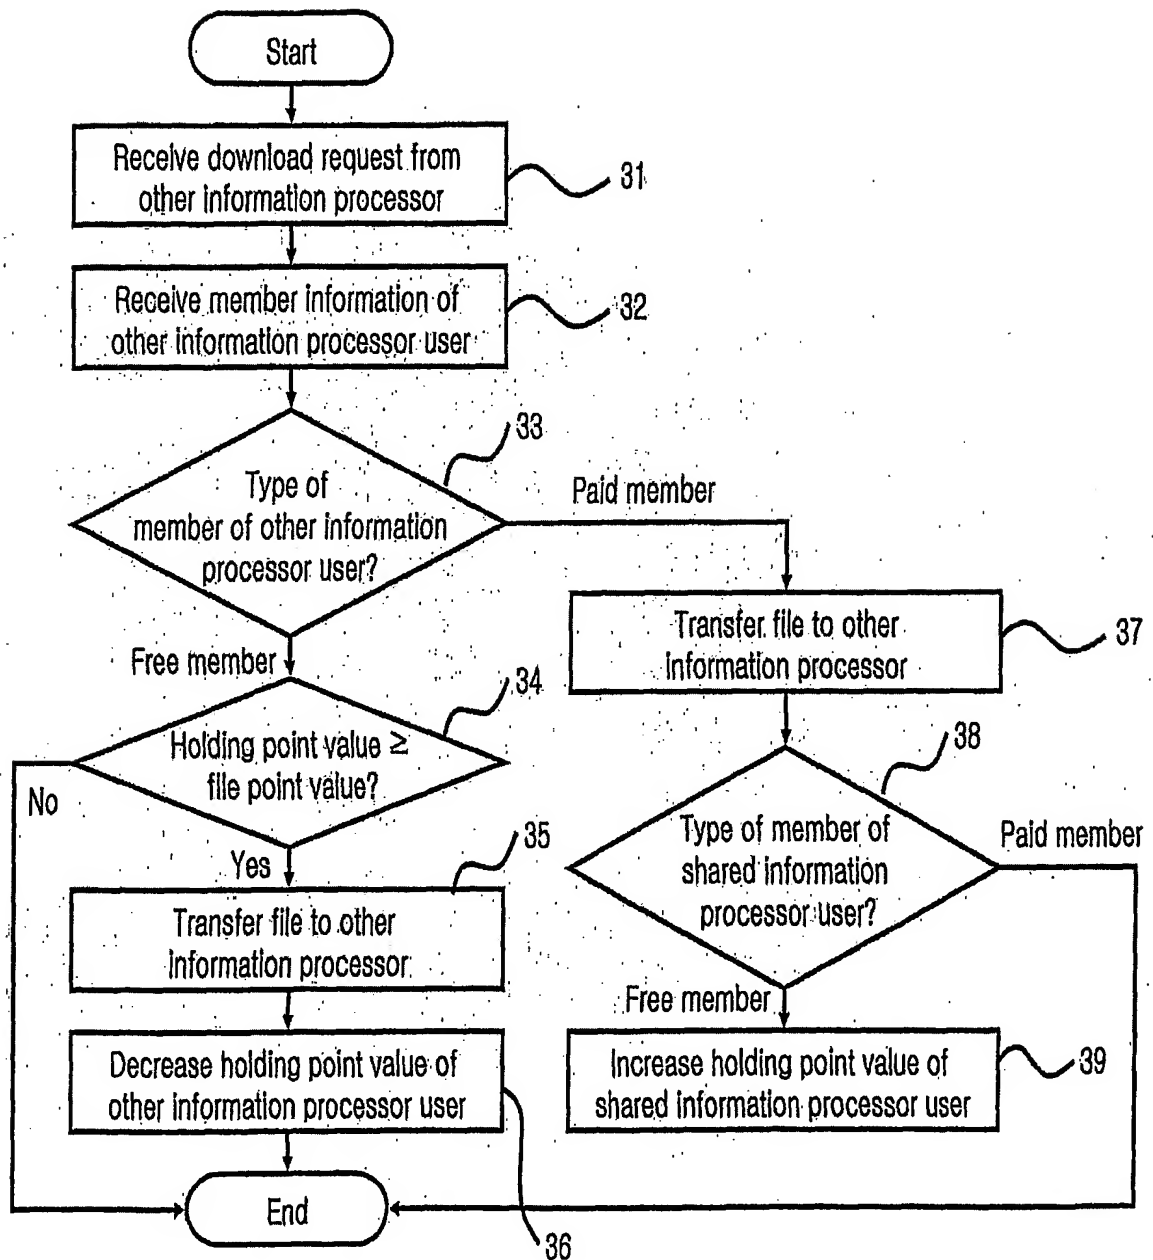 Start
Receive download request from
other information processor
31
Receive member information of
other information processor user
32
33
Type of
member of other information
processor user?
Paid member
Free member
34
Holding point value ≥
file point value?
No
Yes
35
Transfer file to other
information processor
Decrease holding point value of
other information processor user
36
End
Transfer file to other
information processor
37
38
Type of member of
shared information
processor user?
Paid member
Free member
Increase holding point value of
shared information processor user
39